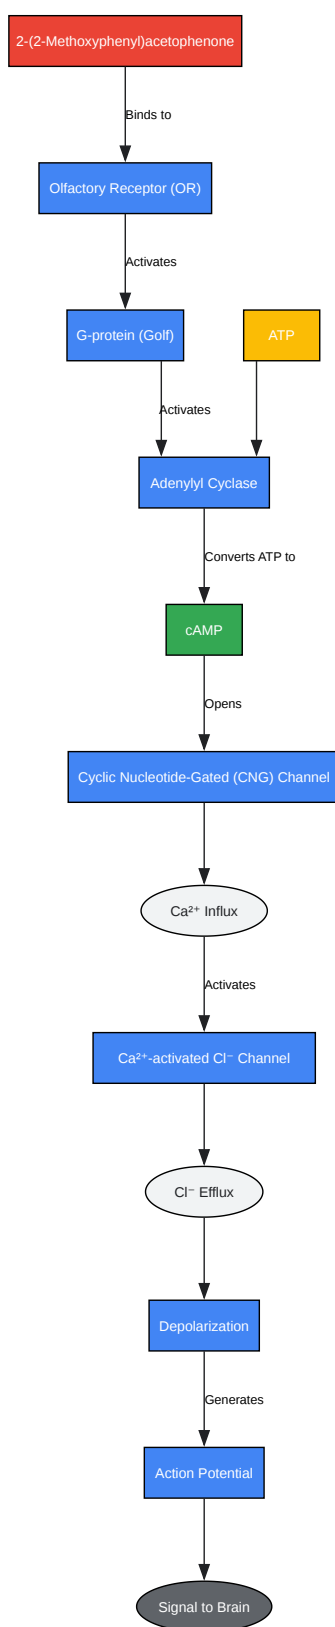 2-(2-Methoxyphenyl)acetophenone
Binds to
Olfactory Receptor (OR)
Activates
G-protein (Golf)
ATP
Activates
Adenylyl Cyclase
Converts ATP to
cAMP
Opens
Cyclic Nucleotide-Gated (CNG) Channel
Ca²⁺ Influx
Activates
Ca²⁺-activated Cl⁻ Channel
Cl⁻ Efflux
Depolarization
Generates
Action Potential
Signal to Brain